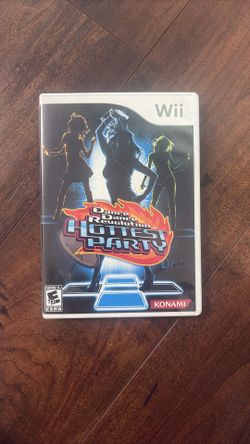 Wii
Dance
Dance
Revolution
HOTTEST
PARTY
E
KONAMI